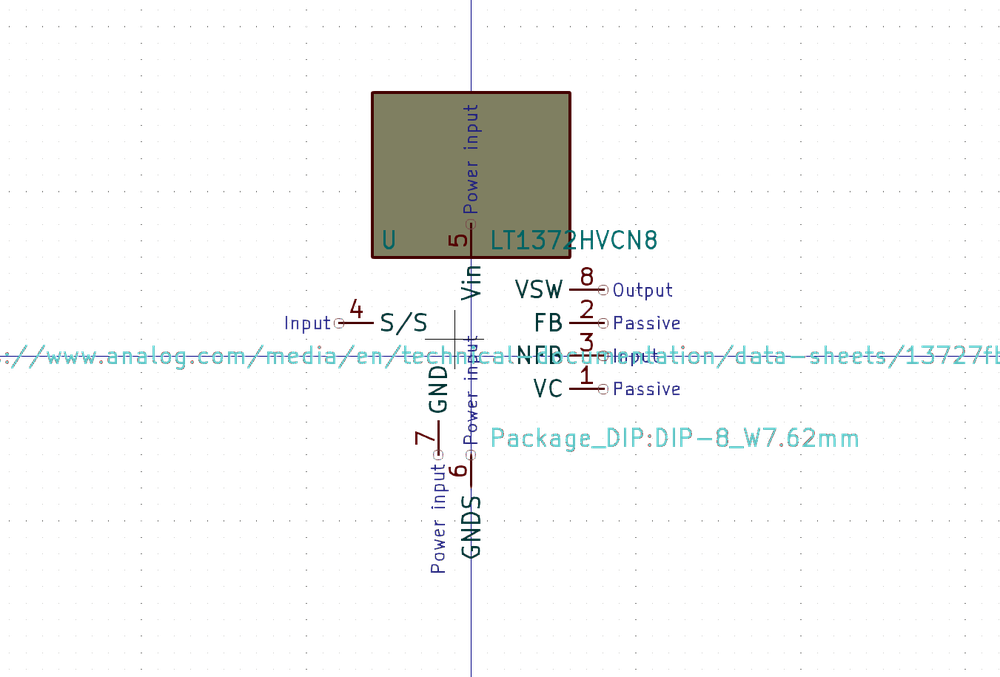 Power input
5
U
LT1372HVCN8
Vin
VSW
8
Output
Input
4
S/S
FB
2
Passive
NFB
3
Input
://www.analog.com/media/en/technical-documentation/data-sheets/13727fb
VC
1
Passive
GND
7
Power input
Power input
6
GNDS
Package_DIP:DIP-8_W7.62mm